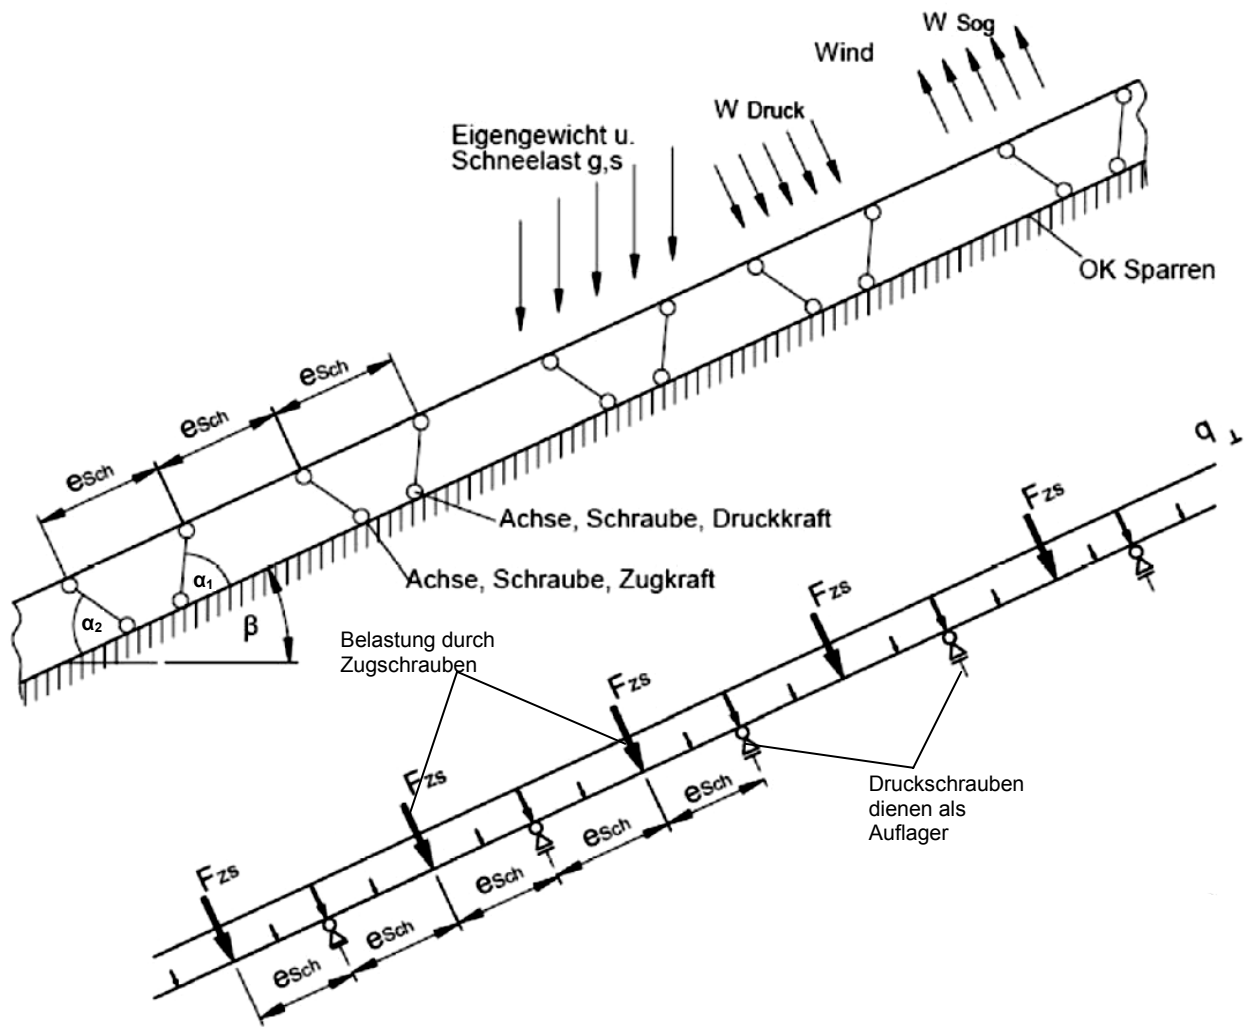 W Sog
Wind
W Druck
Eigengewicht u.
Schneelast g,s
OK Sparren
eSch
eSch
eSch
Achse, Schraube, Druckkraft
Achse, Schraube, Zugkraft
α₁
α₂
β
q⊥
Belastung durch
Zugschrauben
Fzs
Fzs
Fzs
Fzs
Fzs
Druckschrauben
dienen als
Auflager
eSch
eSch
eSch
eSch
eSch